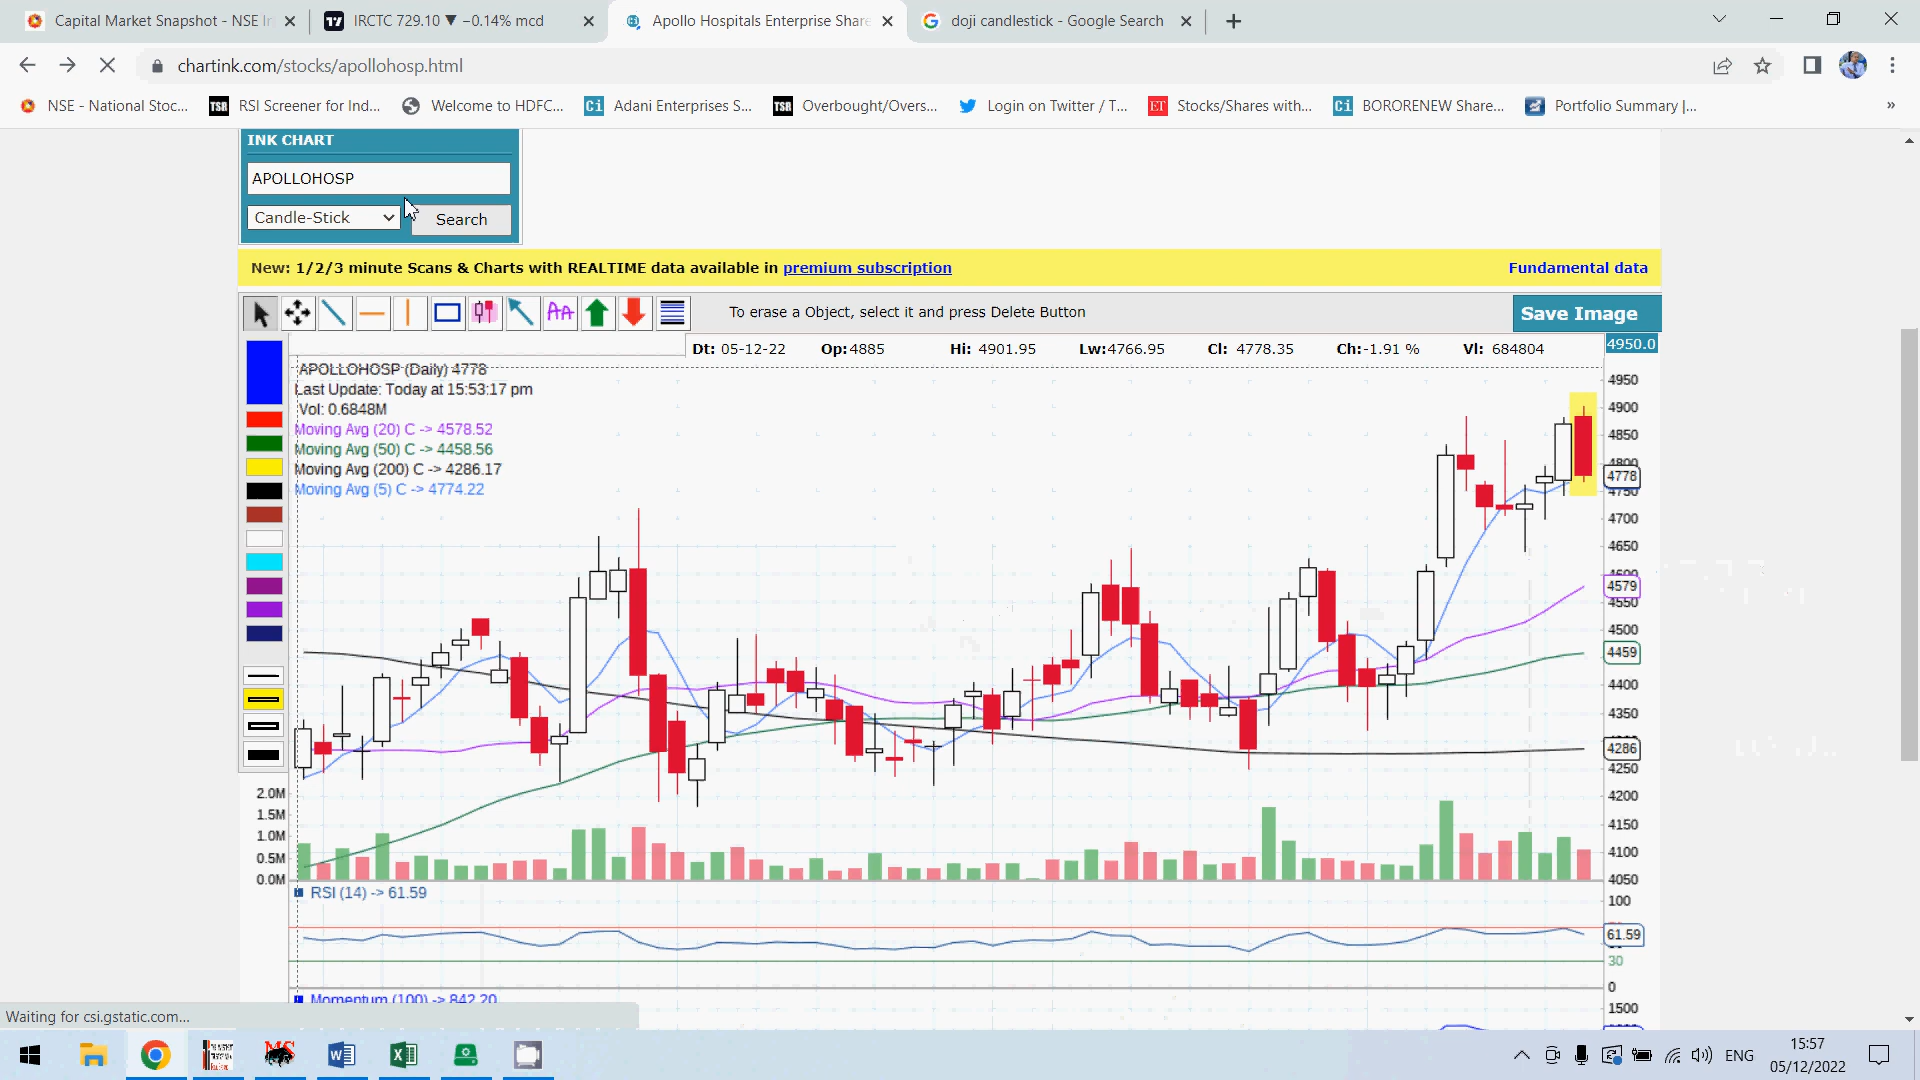 Capital Market Snapshot - NSE In
IRCTC 729.10 ▼ −0.14% mcd
Apollo Hospitals Enterprise Share
doji candlestick - Google Search
chartink.com/stocks/apollohosp.html
NSE - National Stoc...
RSI Screener for Ind...
Welcome to HDFC...
Adani Enterprises S...
Overbought/Overs...
Login on Twitter / T...
Stocks/Shares with...
BORORENEW Share...
Portfolio Summary |...
»
INK CHART
APOLLOHOSP
Candle-Stick
Search
New: 1/2/3 minute Scans & Charts with REALTIME data available in premium subscription
Fundamental data
To erase a Object, select it and press Delete Button
Save Image
Dt: 05-12-22 Op:4885 Hi: 4901.95 Lw:4766.95 Cl: 4778.35 Ch:-1.91 % Vl: 684804
4950.0
APOLLOHOSP (Daily) 4778
Last Update: Today at 15:53:17 pm
Vol: 0.6848M
Moving Avg (20) C -> 4578.52
Moving Avg (50) C -> 4458.56
Moving Avg (200) C -> 4286.17
Moving Avg (5) C -> 4774.22
4950
4900
4850
4800
4778
4750
4700
4650
4600
4579
4550
4500
4459
4400
4350
4286
4250
4200
4150
4100
4050
2.0M
1.5M
1.0M
0.5M
0.0M
RSI (14) -> 61.59
100
61.59
30
0
Momentum (100) -> 842.20
1500
Waiting for csi.gstatic.com...
ENG
15:57
05/12/2022